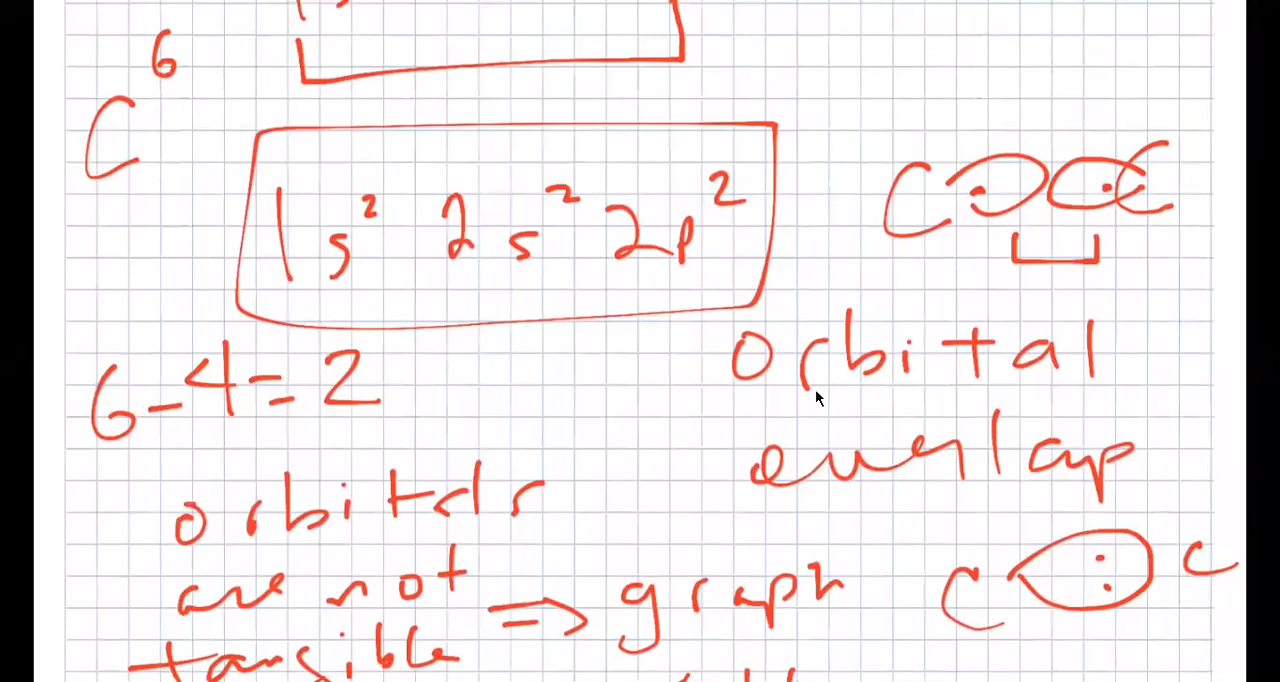 C 6
1s² 2s² 2p²
C C
6-4=2
orbital
overlap
orbitals
are not
tangible
=> graph
C : C